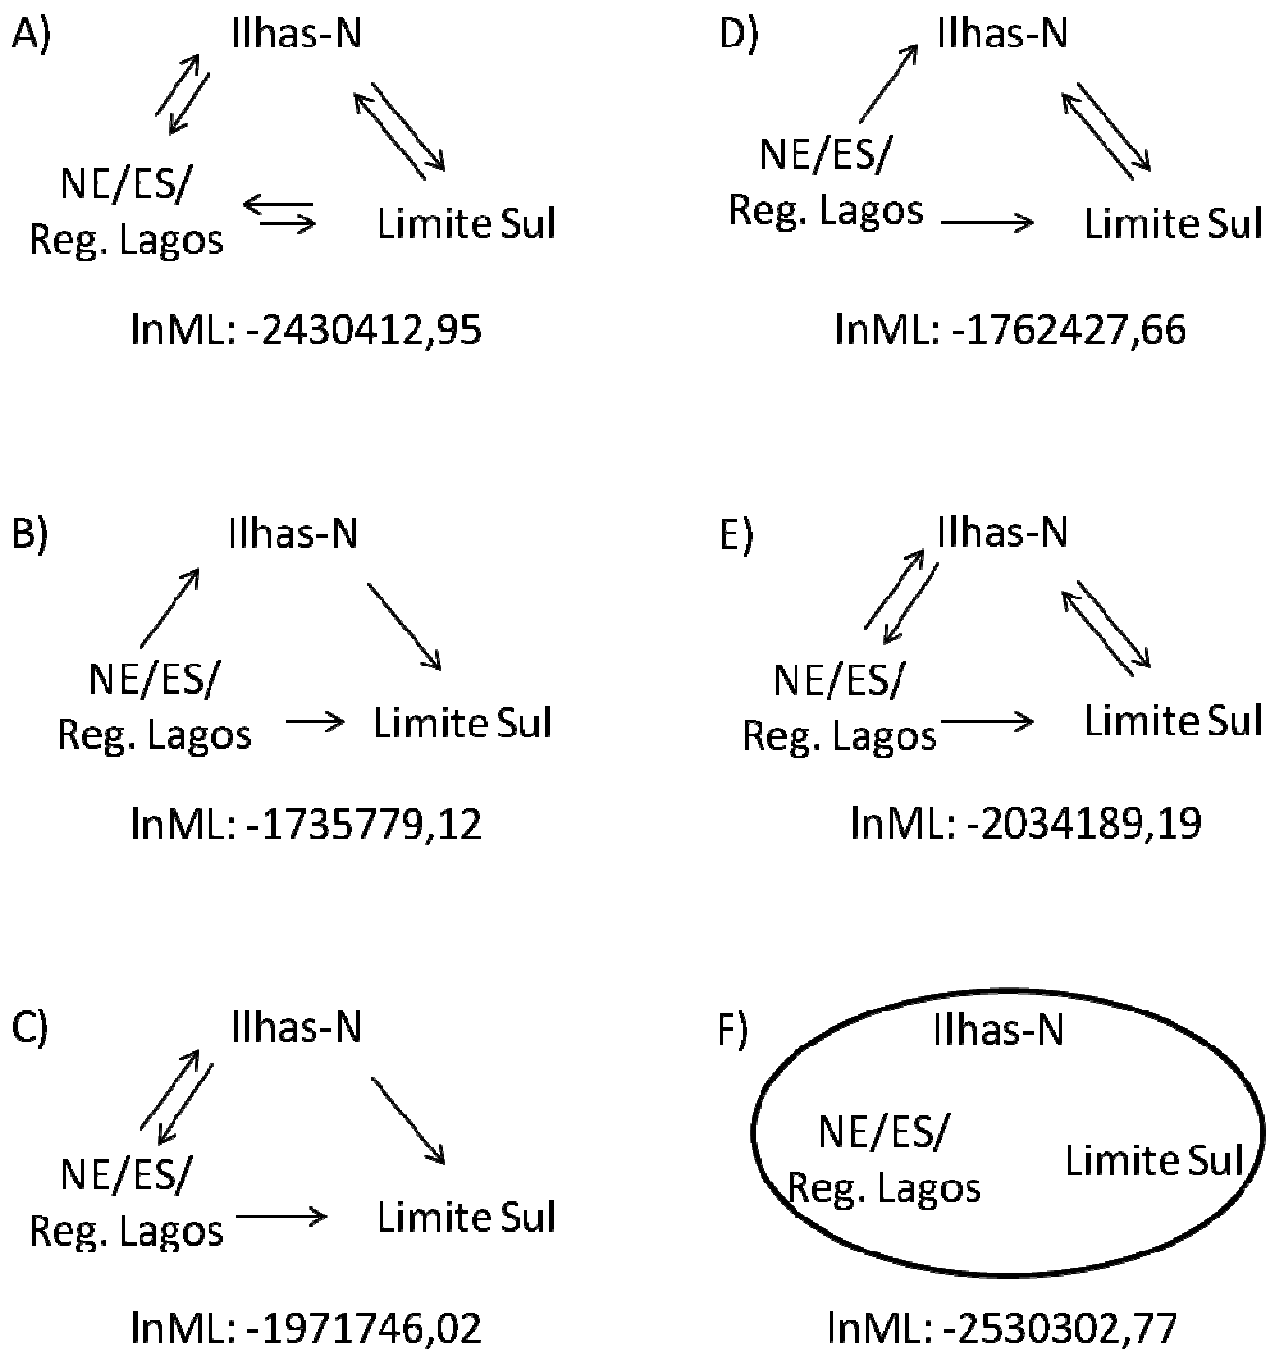 A) Ilhas-N
NE/ES/
Reg. Lagos
Limite Sul
lnML: -2430412,95
B) Ilhas-N
NE/ES/
Reg. Lagos
Limite Sul
lnML: -1735779,12
C) Ilhas-N
NE/ES/
Reg. Lagos
Limite Sul
lnML: -1971746,02
D) Ilhas-N
NE/ES/
Reg. Lagos
Limite Sul
lnML: -1762427,66
E) Ilhas-N
NE/ES/
Reg. Lagos
Limite Sul
lnML: -2034189,19
F) Ilhas-N
NE/ES/
Reg. Lagos
Limite Sul
lnML: -2530302,77